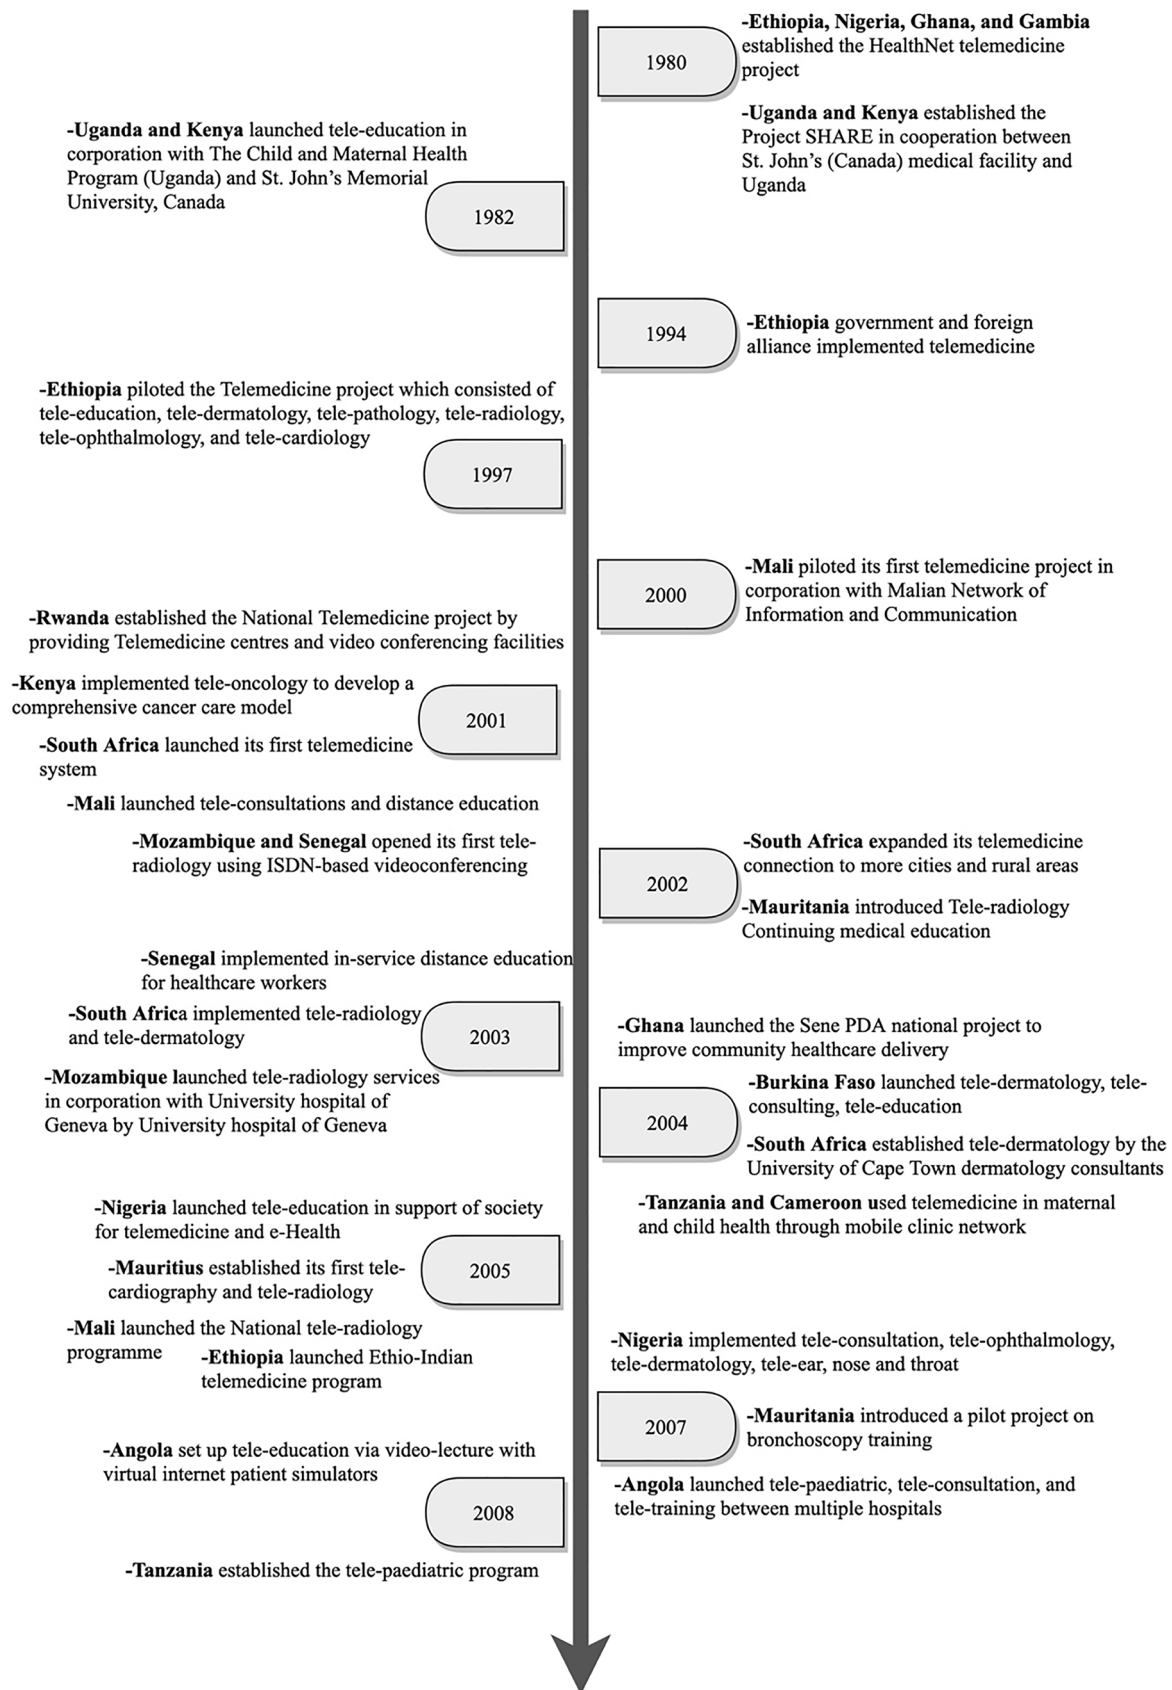 -Ethiopia, Nigeria, Ghana, and Gambia
established the HealthNet telemedicine
project
1980
-Uganda and Kenya established the
Project SHARE in cooperation between
St. John's (Canada) medical facility and
Uganda
-Uganda and Kenya launched tele-education in
corporation with The Child and Maternal Health
Program (Uganda) and St. John's Memorial
University, Canada
1982
1994
-Ethiopia government and foreign
alliance implemented telemedicine
-Ethiopia piloted the Telemedicine project which consisted of
tele-education, tele-dermatology, tele-pathology, tele-radiology,
tele-ophthalmology, and tele-cardiology
1997
2000
-Mali piloted its first telemedicine project in
corporation with Malian Network of
Information and Communication
-Rwanda established the National Telemedicine project by
providing Telemedicine centres and video conferencing facilities
-Kenya implemented tele-oncology to develop a
comprehensive cancer care model
2001
-South Africa launched its first telemedicine
system
-Mali launched tele-consultations and distance education
-Mozambique and Senegal opened its first tele-
radiology using ISDN-based videoconferencing
2002
-South Africa expanded its telemedicine
connection to more cities and rural areas
-Mauritania introduced Tele-radiology
Continuing medical education
-Senegal implemented in-service distance education
for healthcare workers
-South Africa implemented tele-radiology
and tele-dermatology
2003
-Mozambique launched tele-radiology services
in corporation with University hospital of
Geneva by University hospital of Geneva
-Ghana launched the Sene PDA national project to
improve community healthcare delivery
2004
-Burkina Faso launched tele-dermatology, tele-
consulting, tele-education
-South Africa established tele-dermatology by the
University of Cape Town dermatology consultants
-Tanzania and Cameroon used telemedicine in maternal
and child health through mobile clinic network
-Nigeria launched tele-education in support of society
for telemedicine and e-Health
-Mauritius established its first tele-
cardiography and tele-radiology
2005
-Mali launched the National tele-radiology
programme
-Ethiopia launched Ethio-Indian
telemedicine program
-Nigeria implemented tele-consultation, tele-ophthalmology,
tele-dermatology, tele-ear, nose and throat
2007
-Mauritania introduced a pilot project on
bronchoscopy training
-Angola launched tele-paediatric, tele-consultation, and
tele-training between multiple hospitals
-Angola set up tele-education via video-lecture with
virtual internet patient simulators
2008
-Tanzania established the tele-paediatric program